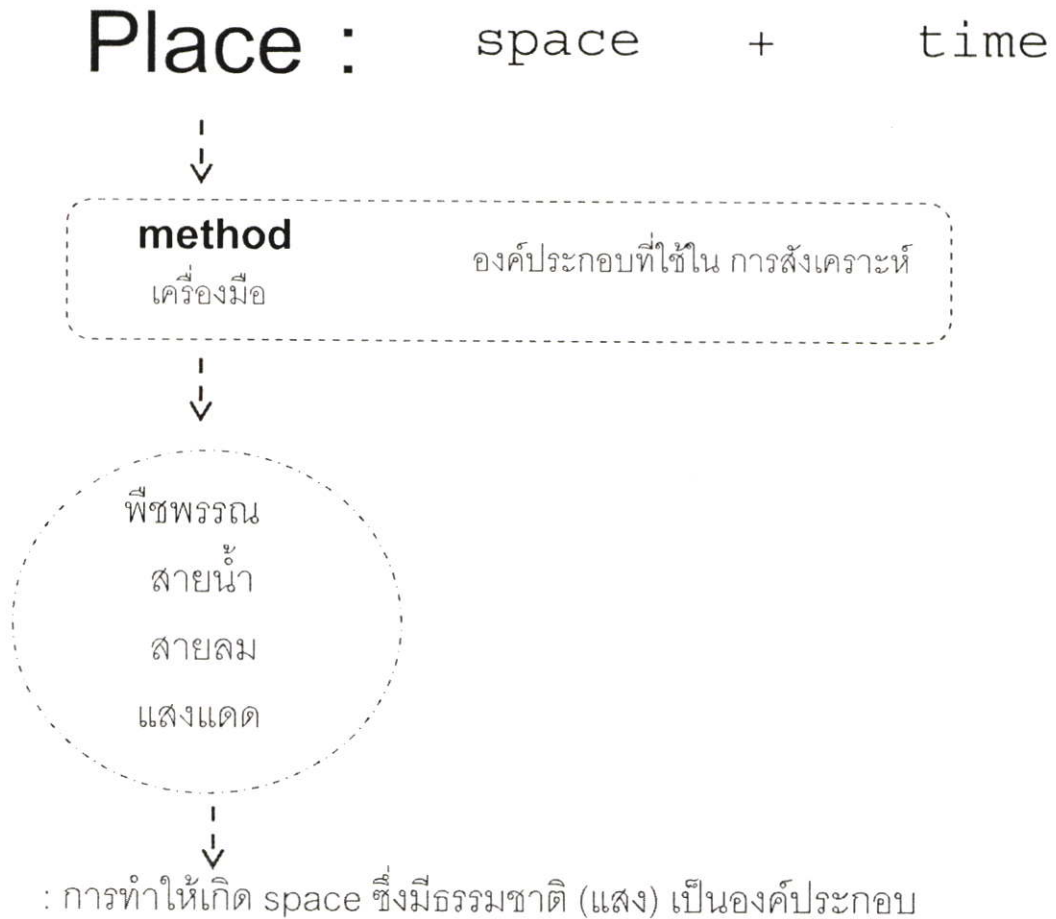 Place : space + time
method
เครื่องมือ
องค์ประกอบที่ใช้ใน การสังเคราะห์
พืชพรรณ
สายน้ำ
สายลม
แสงแดด
: การทำให้เกิด space ซึ่งมีธรรมชาติ (แสง) เป็นองค์ประกอบ